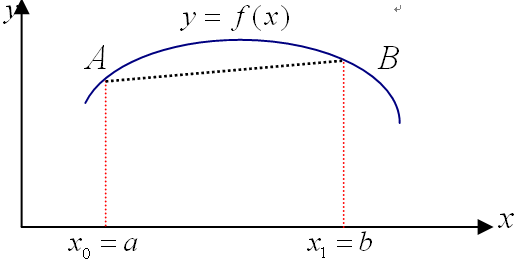 y
y = f(x)
↵
A
B
x
x₀ = a
x₁ = b